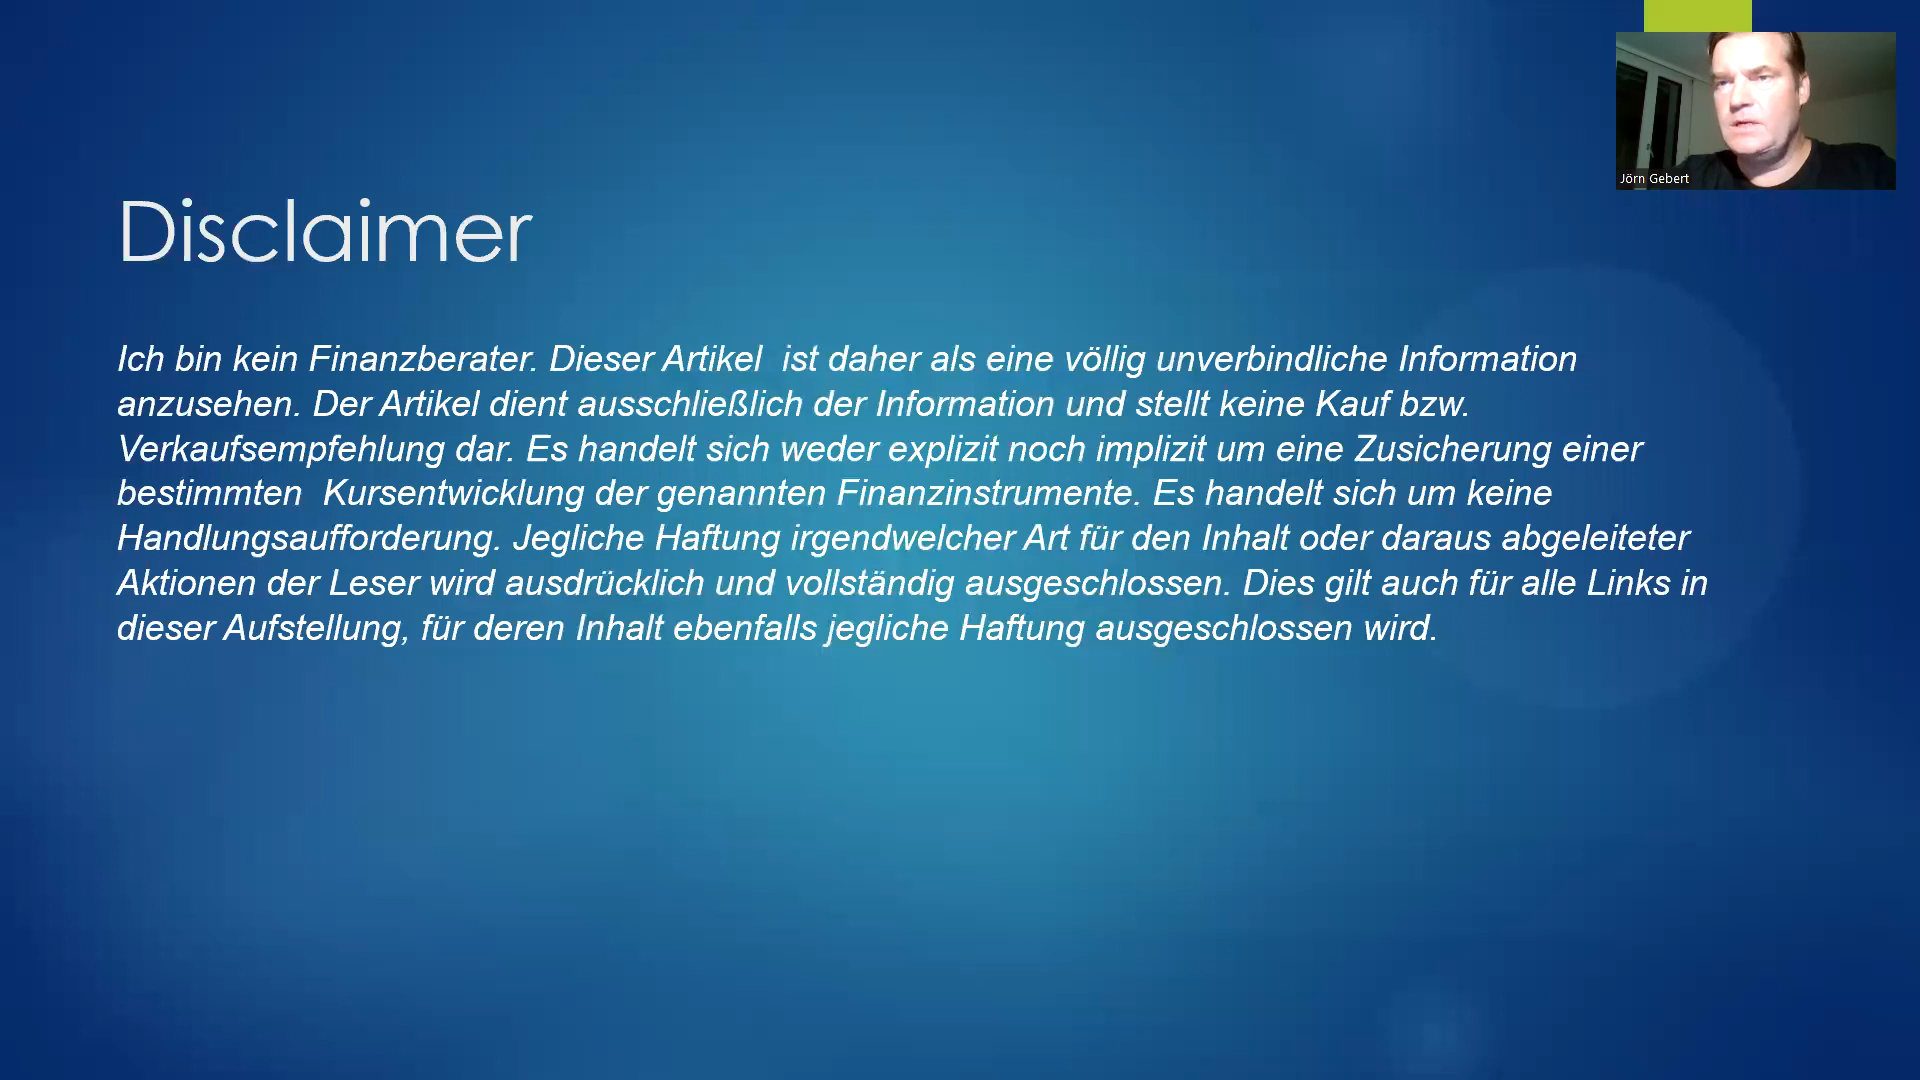 Jörn Gebert
Disclaimer
Ich bin kein Finanzberater. Dieser Artikel  ist daher als eine völlig unverbindliche Information
anzusehen. Der Artikel dient ausschließlich der Information und stellt keine Kauf bzw.
Verkaufsempfehlung dar. Es handelt sich weder explizit noch implizit um eine Zusicherung einer
bestimmten  Kursentwicklung der genannten Finanzinstrumente. Es handelt sich um keine
Handlungsaufforderung. Jegliche Haftung irgendwelcher Art für den Inhalt oder daraus abgeleiteter
Aktionen der Leser wird ausdrücklich und vollständig ausgeschlossen. Dies gilt auch für alle Links in
dieser Aufstellung, für deren Inhalt ebenfalls jegliche Haftung ausgeschlossen wird.